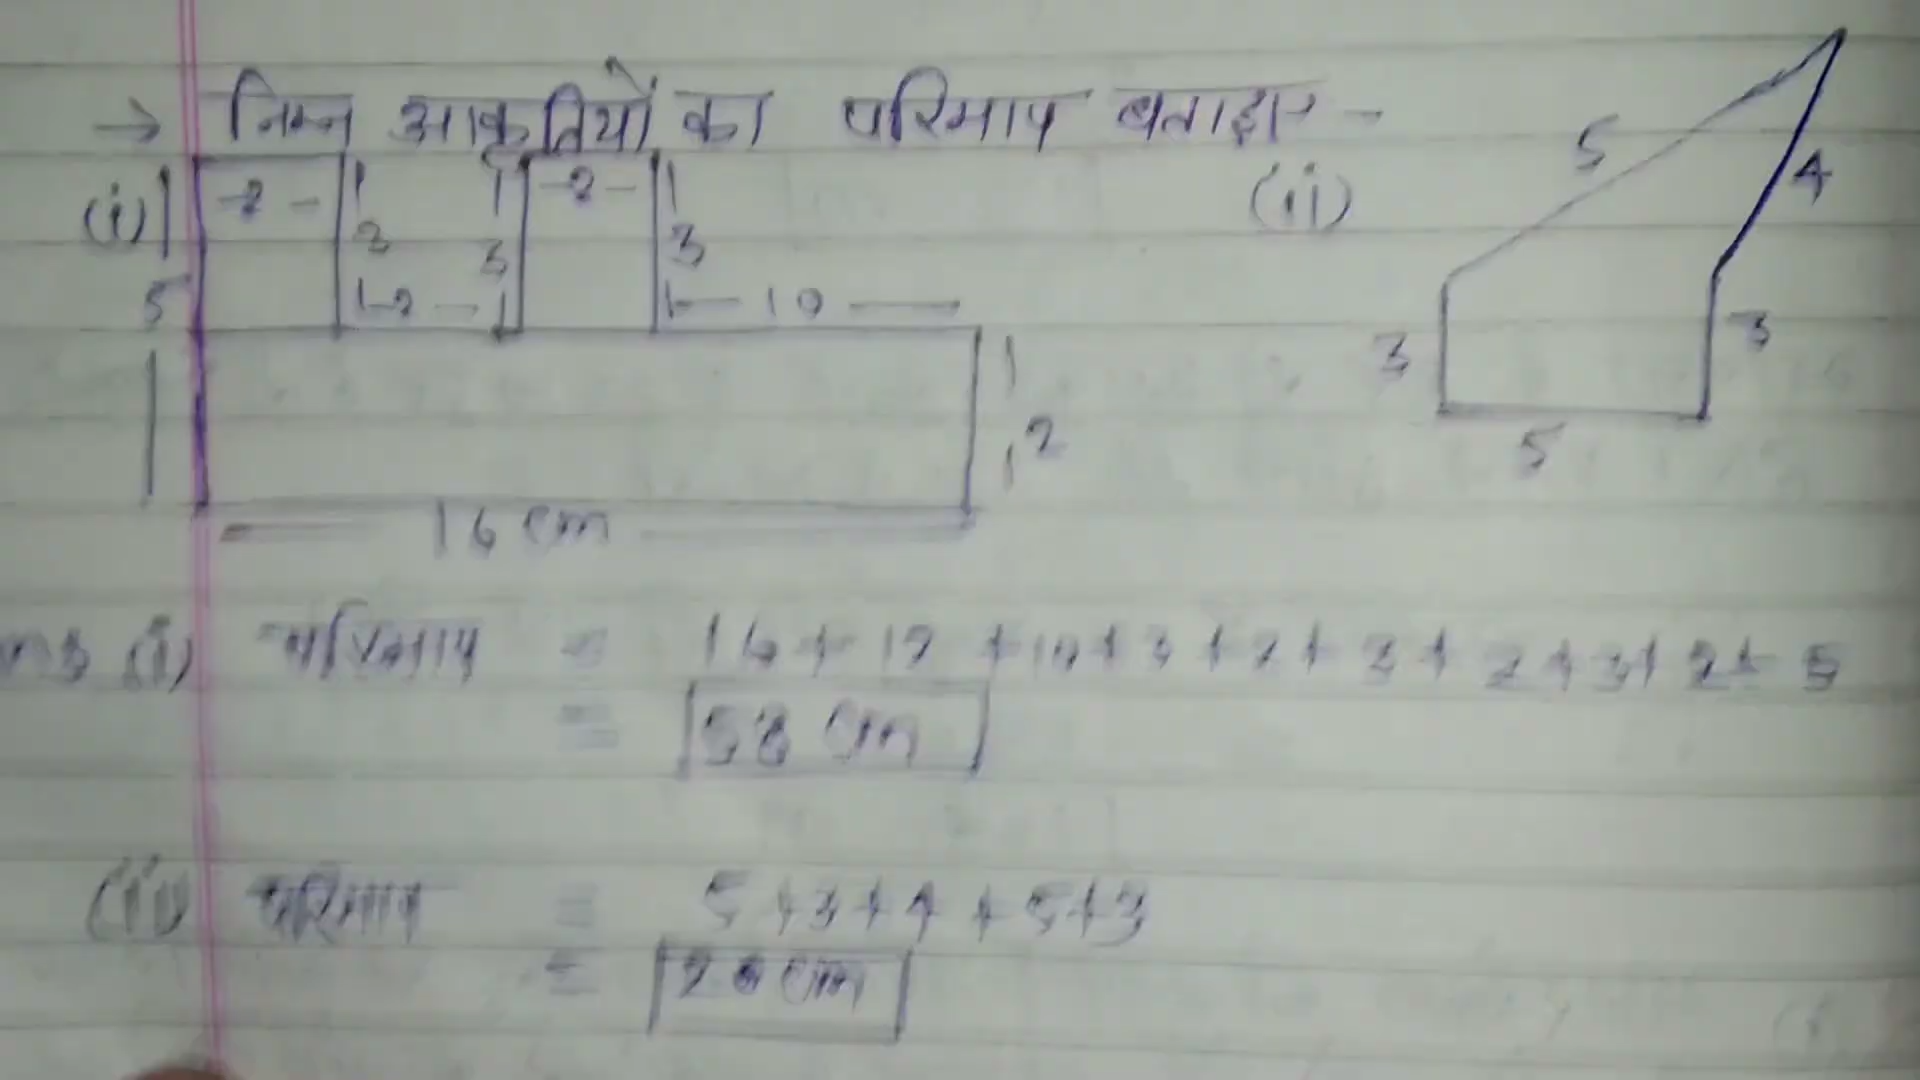 → निम्न आकृतियों का परिमाप बताइए -
(i) 2 3 3 2 3 5 2 10 2 16 cm
(ii) 5 4 3 3 5
(i) परिमाप = 16 + 12 + 10 + 3 + 2 + 3 + 2 + 3 + 2 + 5
= 58 cm
(ii) परिमाप = 5 + 3 + 4 + 5 + 3
= 20 cm